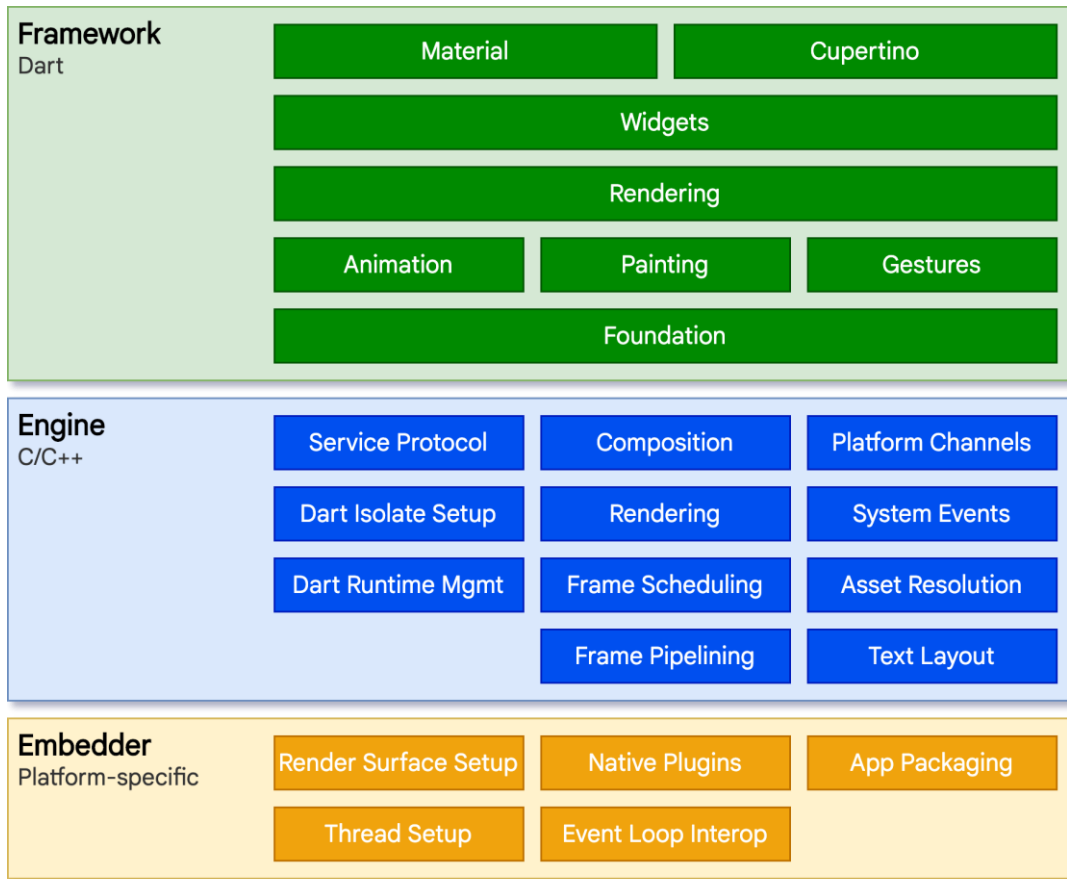 Framework
Dart
Material
Cupertino
Widgets
Rendering
Animation
Painting
Gestures
Foundation
Engine
C/C++
Service Protocol
Composition
Platform Channels
Dart Isolate Setup
Rendering
System Events
Dart Runtime Mgmt
Frame Scheduling
Asset Resolution
Frame Pipelining
Text Layout
Embedder
Platform-specific
Render Surface Setup
Native Plugins
App Packaging
Thread Setup
Event Loop Interop